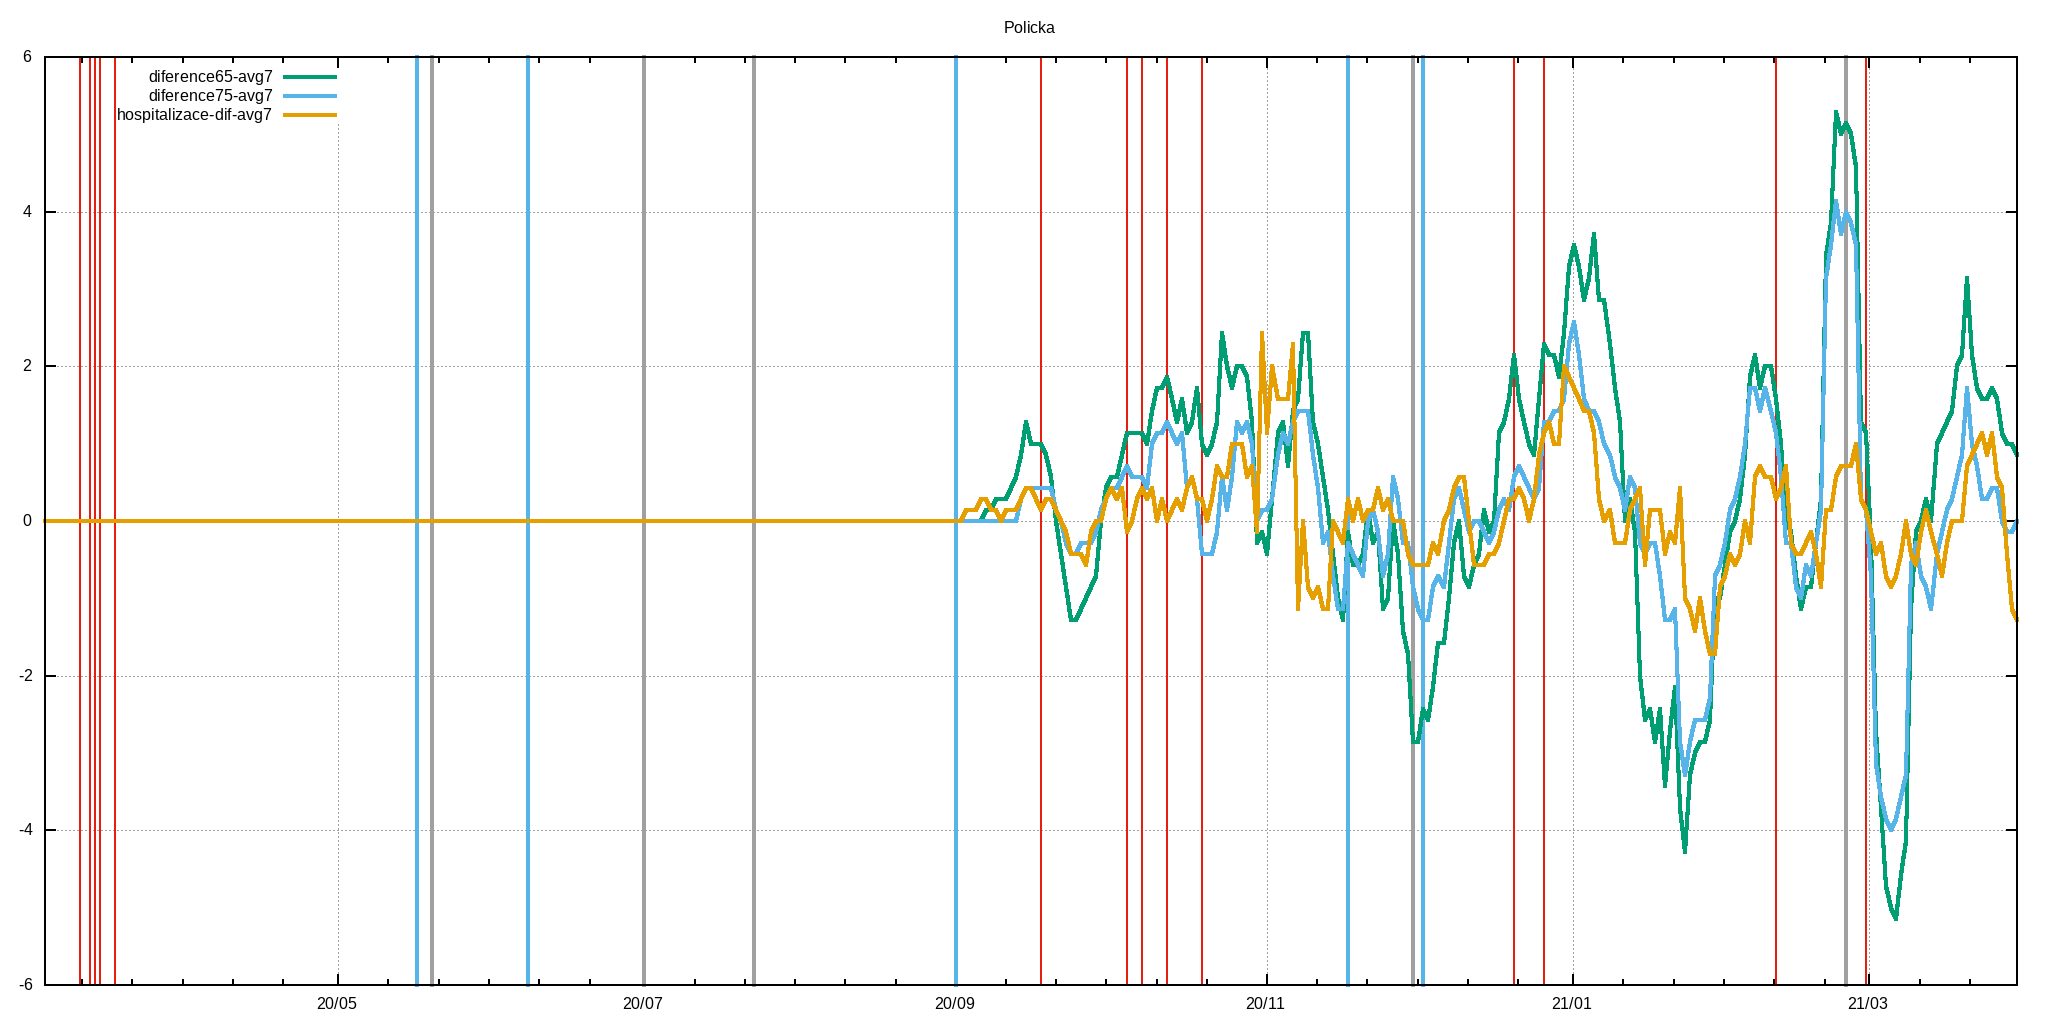 Policka
6
diference65-avg7
diference75-avg7
hospitalizace-dif-avg7
4
2
0
-2
-4
-6
20/05 20/07 20/09 20/11 21/01 21/03